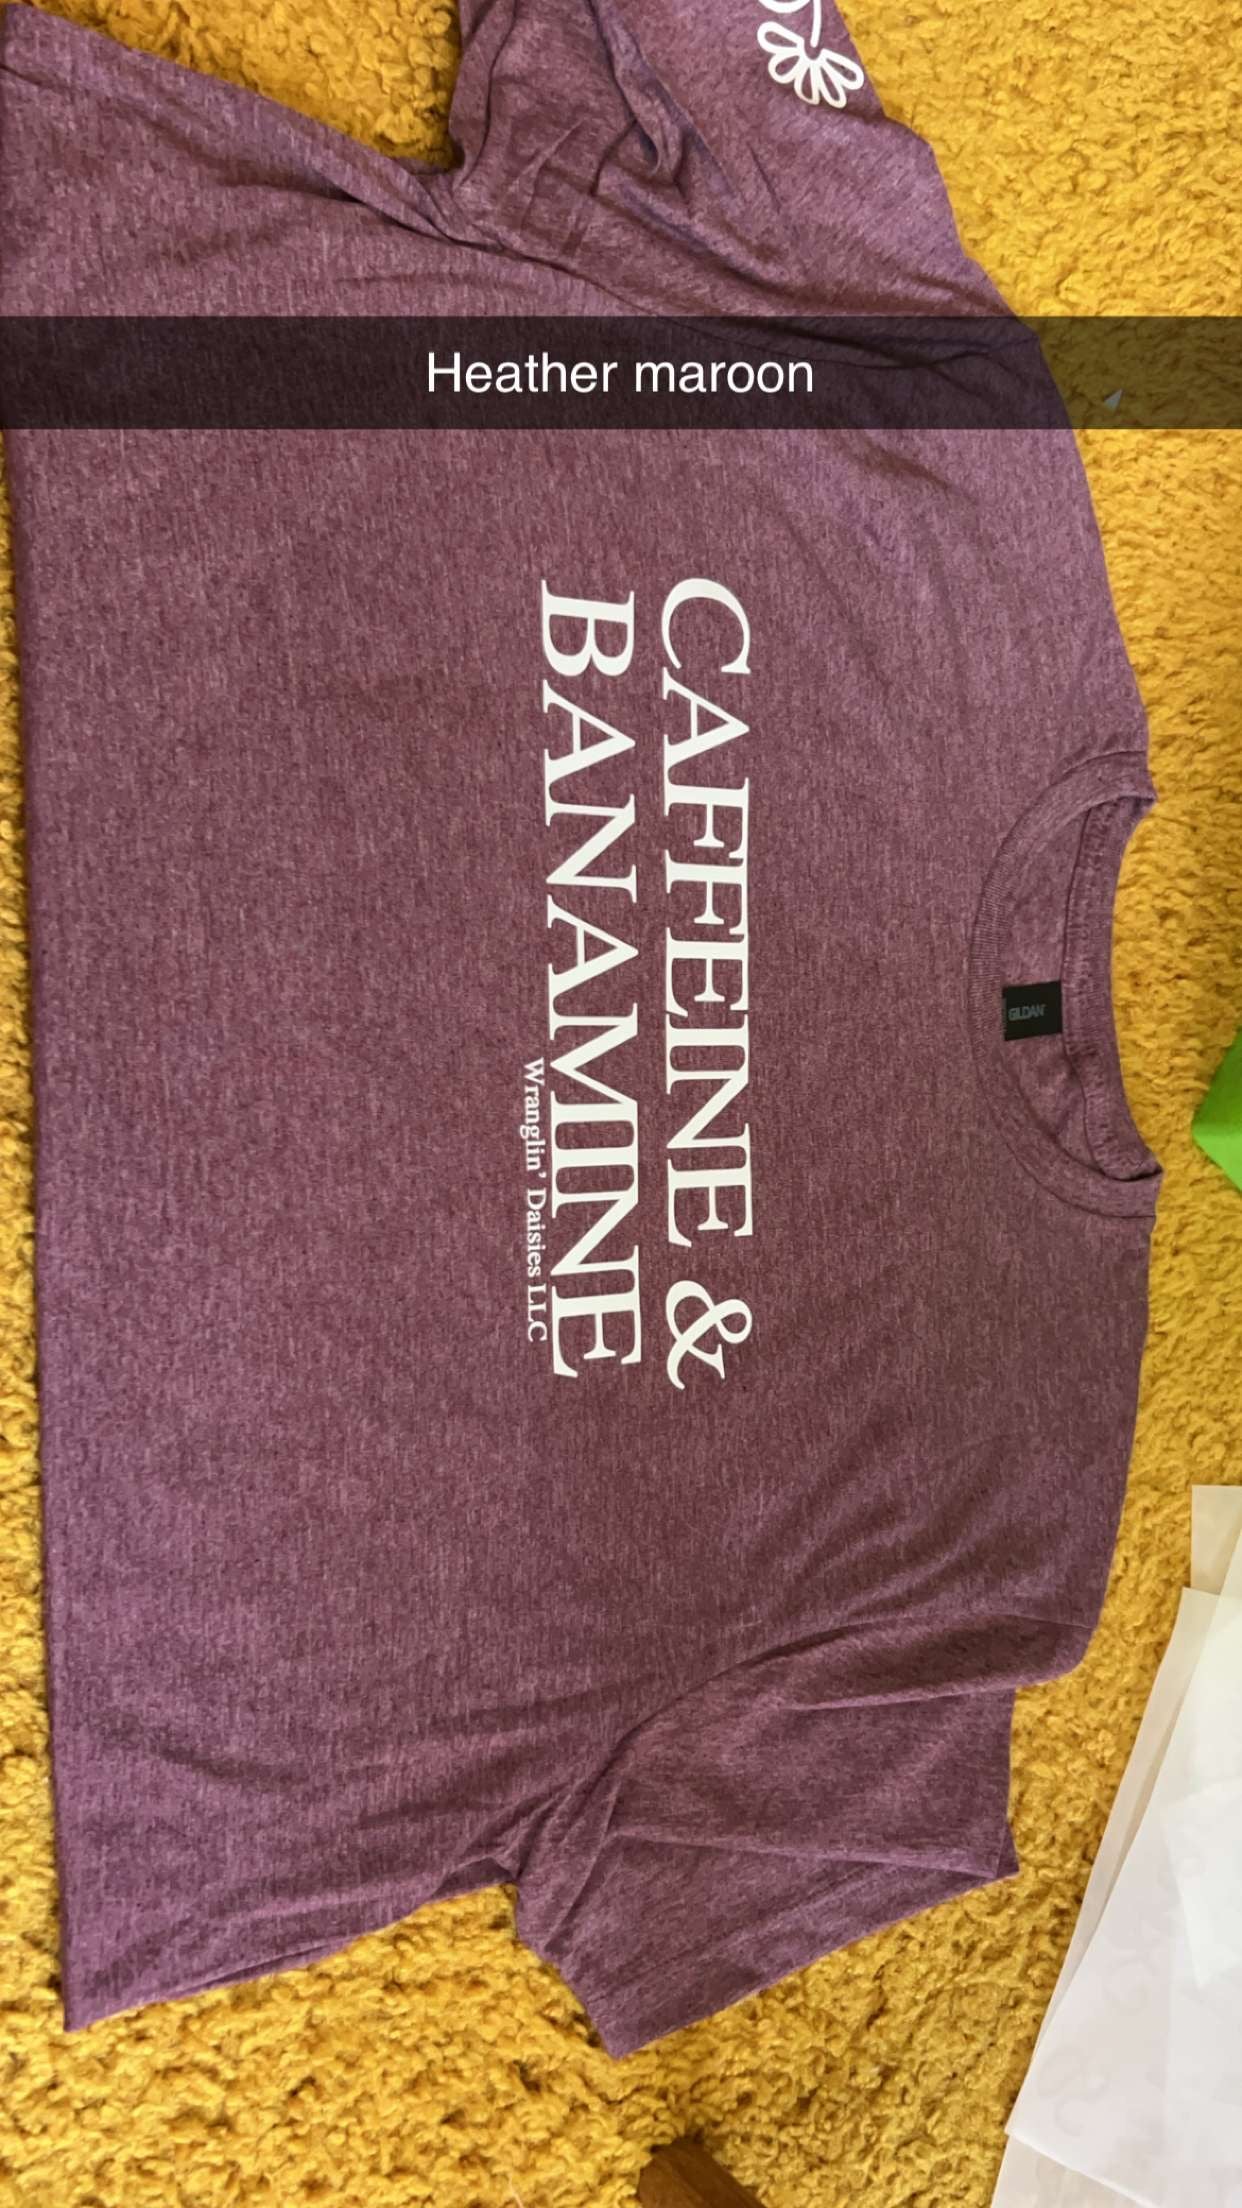 Heather maroon
CAFFEINE &
BANAMINE
Wranglin' Daisies LLC
GILDAN